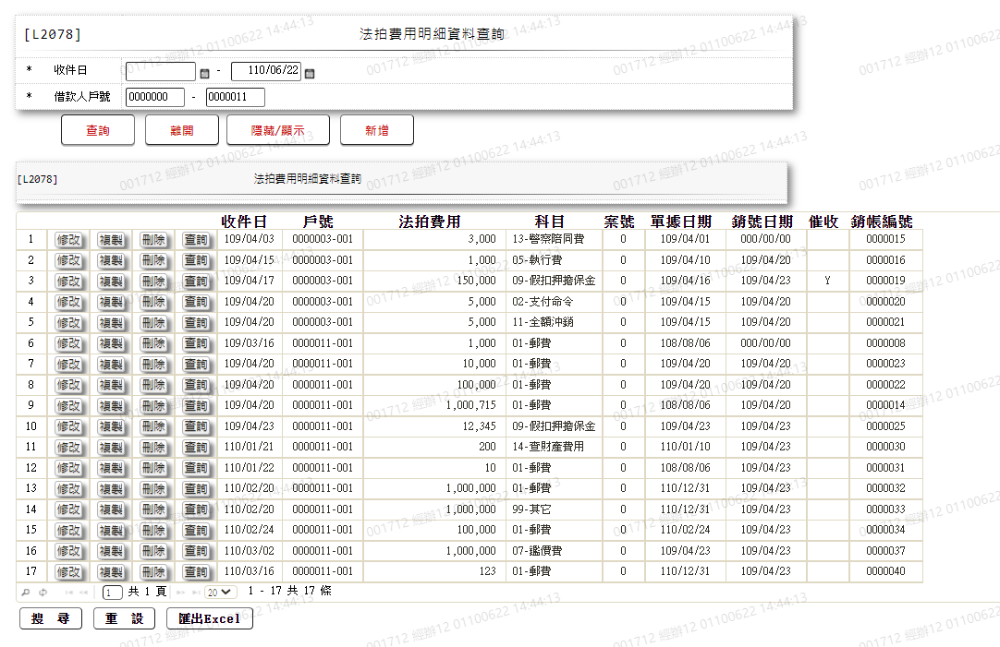 [L2078] 法拍費用明細資料查詢
* 收件日 - 110/06/22
* 借款人戶號 0000000 - 0000011
查詢 離開 隱藏/顯示 新增
[L2078] 法拍費用明細資料查詢
收件日 戶號 法拍費用 科目 案號 單據日期 銷號日期 催收 銷帳編號
1 修改 複製 刪除 查詢 109/04/03 0000003-001 3,000 13-警察陪同費 0 109/04/01 000/00/00 0000015
2 修改 複製 刪除 查詢 109/04/15 0000003-001 1,000 05-執行費 0 109/04/10 109/04/20 0000016
3 修改 複製 刪除 查詢 109/04/17 0000003-001 150,000 09-假扣押擔保金 0 109/04/16 109/04/23 Y 0000019
4 修改 複製 刪除 查詢 109/04/20 0000003-001 5,000 02-支付命令 0 109/04/15 109/04/20 0000020
5 修改 複製 刪除 查詢 109/04/20 0000003-001 5,000 11-全額沖銷 0 109/04/15 109/04/20 0000021
6 修改 複製 刪除 查詢 109/03/16 0000011-001 1,000 01-郵費 0 108/08/06 000/00/00 0000008
7 修改 複製 刪除 查詢 109/04/20 0000011-001 10,000 01-郵費 0 109/04/20 109/04/20 0000023
8 修改 複製 刪除 查詢 109/04/20 0000011-001 100,000 01-郵費 0 109/04/20 109/04/20 0000022
9 修改 複製 刪除 查詢 109/04/20 0000011-001 1,000,715 01-郵費 0 108/08/06 109/04/20 0000014
10 修改 複製 刪除 查詢 109/04/23 0000011-001 12,345 09-假扣押擔保金 0 109/04/23 109/04/23 0000025
11 修改 複製 刪除 查詢 110/01/21 0000011-001 200 14-查財產費用 0 110/01/10 109/04/23 0000030
12 修改 複製 刪除 查詢 110/01/22 0000011-001 10 01-郵費 0 108/08/06 109/04/23 0000031
13 修改 複製 刪除 查詢 110/02/20 0000011-001 1,000,000 01-郵費 0 110/12/31 109/04/23 0000032
14 修改 複製 刪除 查詢 110/02/20 0000011-001 1,000,000 99-其它 0 110/12/31 109/04/23 0000033
15 修改 複製 刪除 查詢 110/02/24 0000011-001 100,000 01-郵費 0 110/02/24 109/04/23 0000034
16 修改 複製 刪除 查詢 110/03/02 0000011-001 1,000,000 07-鑑價費 0 109/04/23 109/04/23 0000037
17 修改 複製 刪除 查詢 110/03/16 0000011-001 123 01-郵費 0 110/12/31 109/04/23 0000040
1 共 1 頁 20 1 - 17 共 17 條
搜 尋 重 設 匯出Excel
001712 經辦12 01100622 14:44:13